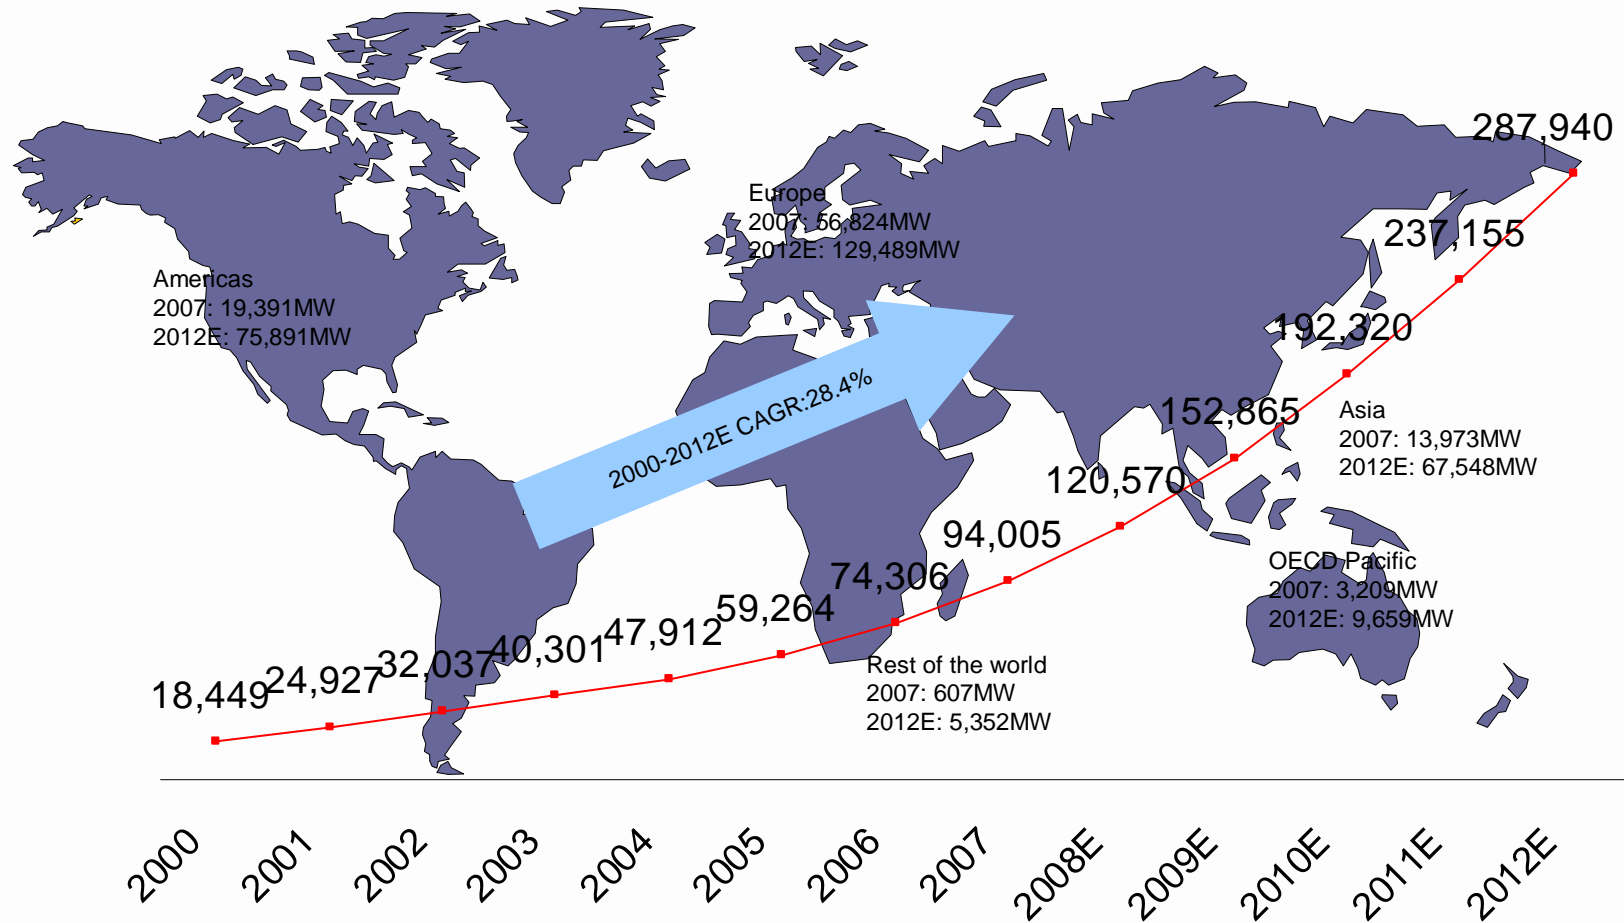 287,940
Europe
2007: 56,824MW
2012E: 129,489MW
237,155
Americas
2007: 19,391MW
2012E: 75,891MW
192,320
2000-2012E CAGR:28.4%
152,865
Asia
2007: 13,973MW
2012E: 67,548MW
120,570
94,005
OECD Pacific
2007: 3,209MW
2012E: 9,659MW
74,306
59,264
47,912
40,301
32,037
24,927
18,449
Rest of the world
2007: 607MW
2012E: 5,352MW
2000
2001
2002
2003
2004
2005
2006
2007
2008E
2009E
2010E
2011E
2012E